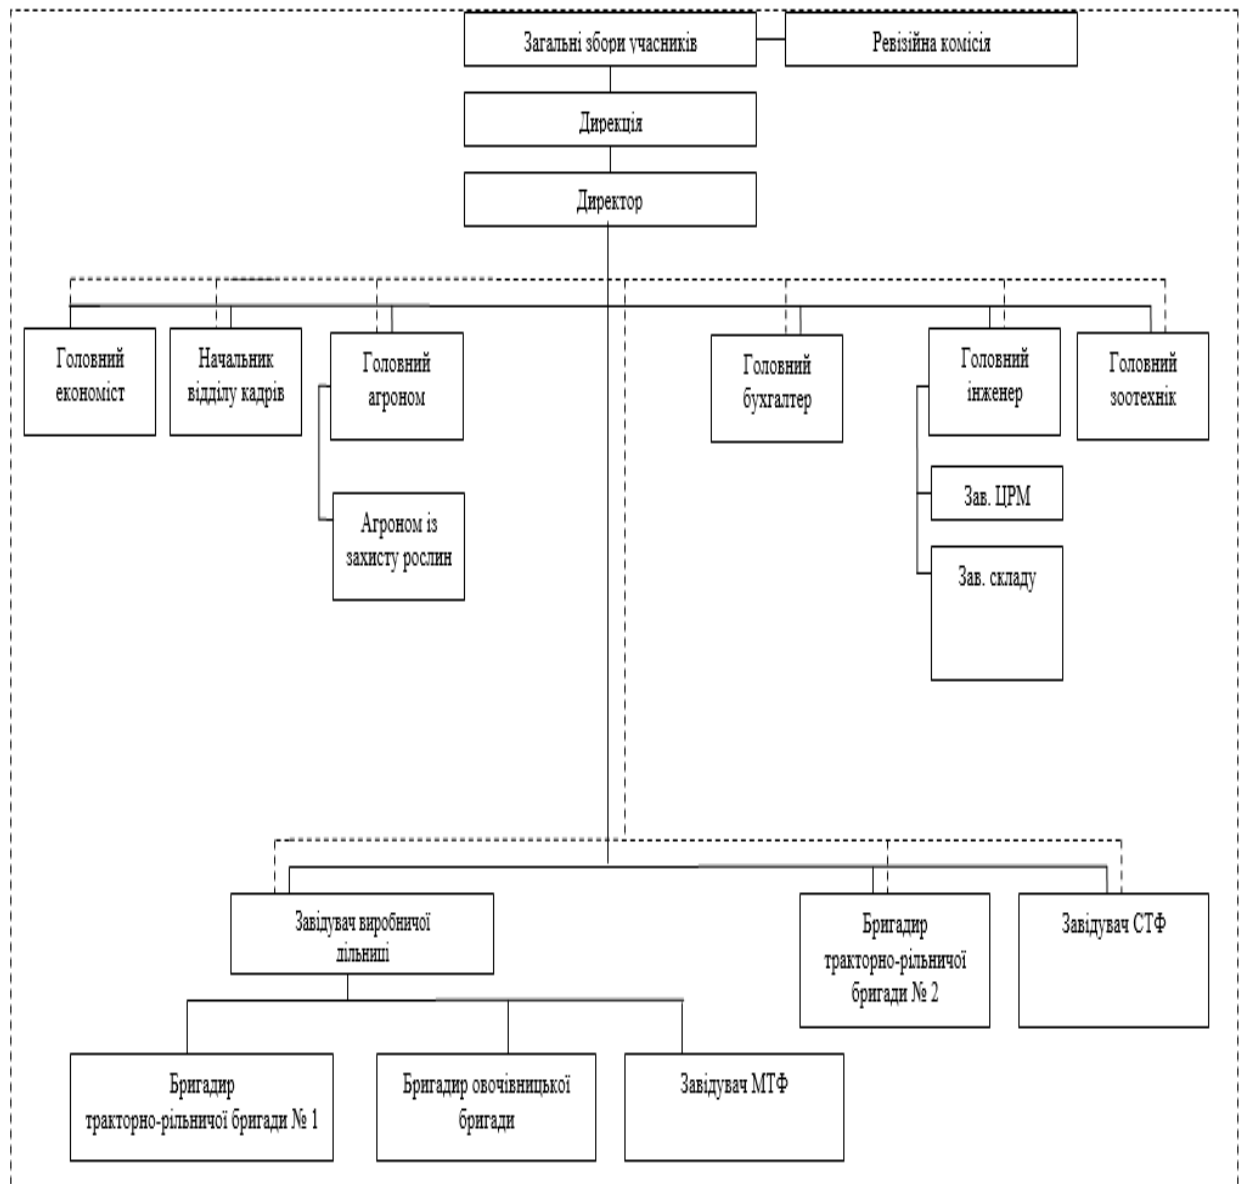 Загальні збори учасників
Ревізійна комісія
Дирекція
Директор
Головний
економіст
Начальник
відділу кадрів
Головний
агроном
Головний
бухгалтер
Головний
інженер
Головний
зоотехнік
Агроном із
захисту рослин
Зав. ЦРМ
Зав. складу
Завідувач виробничої
дільниці
Бригадир
тракторно-рільничої
бригади № 2
Завідувач СТФ
Бригадир
тракторно-рільничої бригади № 1
Бригадир овочівницької
бригади
Завідувач МТФ